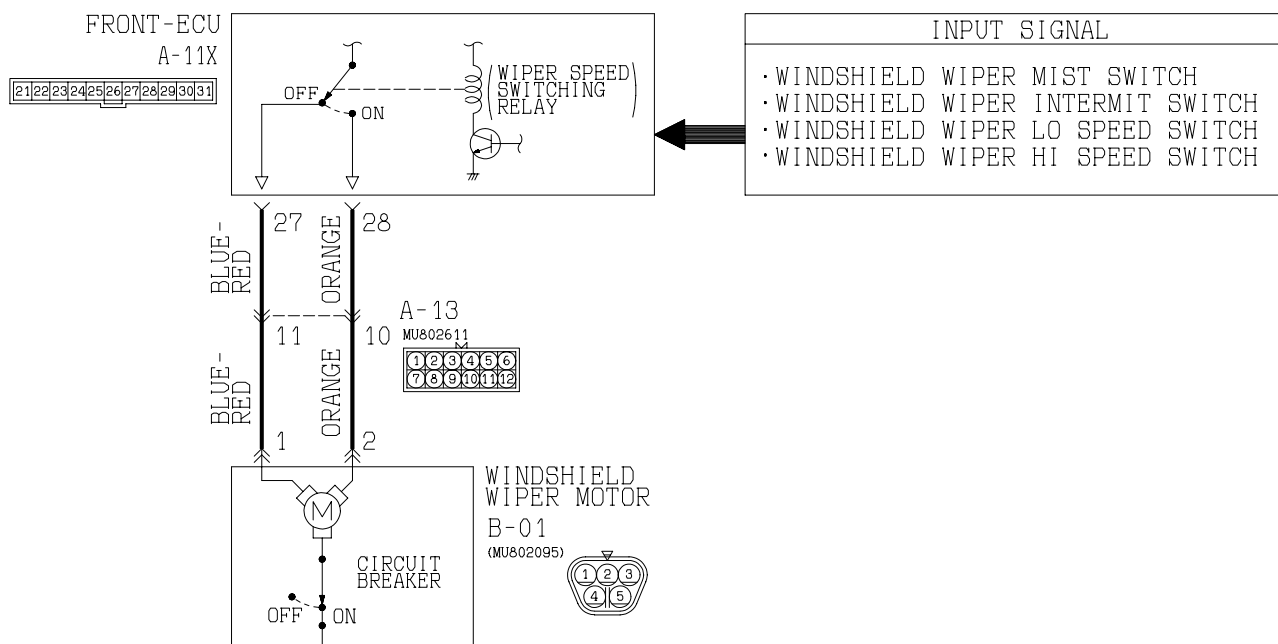 FRONT-ECU
A-11X
21 22 23 24 25 26 27 28 29 30 31
OFF
ON
(WIPER SPEED
SWITCHING
RELAY)
INPUT SIGNAL
·WINDSHIELD WIPER MIST SWITCH
·WINDSHIELD WIPER INTERMIT SWITCH
·WINDSHIELD WIPER LO SPEED SWITCH
·WINDSHIELD WIPER HI SPEED SWITCH
27
28
BLUE-
RED
ORANGE
11
10
A-13
MU802611
1 2 3 4 5 6
7 8 9 10 11 12
BLUE-
RED
ORANGE
1
2
M
WINDSHIELD
WIPER MOTOR
B-01
(MU802095)
1 2 3
4 5
CIRCUIT
BREAKER
OFF
ON